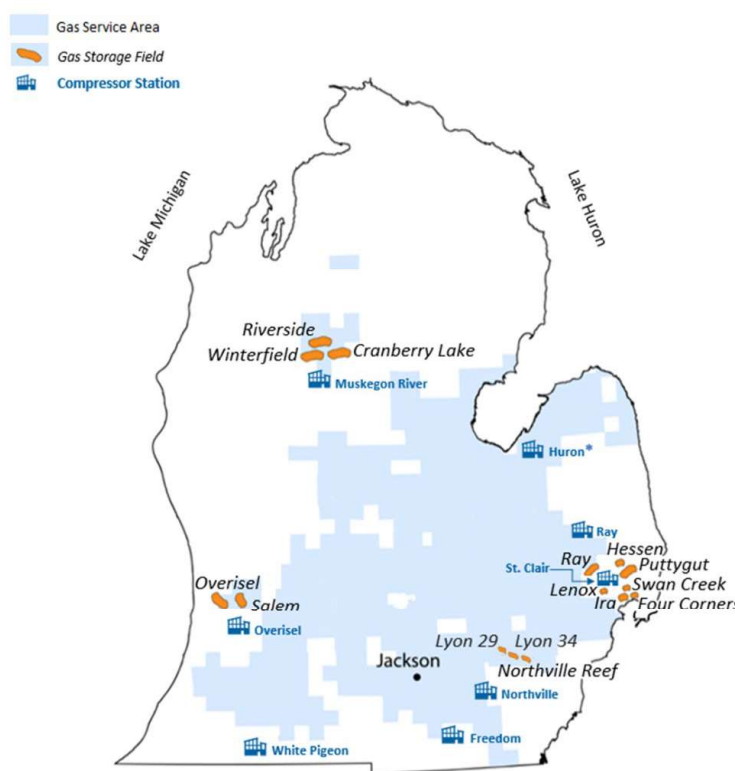 Gas Service Area
Gas Storage Field
Compressor Station
Lake Michigan
Lake Huron
Riverside
Winterfield
Cranberry Lake
Muskegon River
Huron*
Ray
Hessen
Ray
Puttygut
St. Clair
Swan Creek
Lenox
Ira
Four Corners
Overisel
Salem
Overisel
Lyon 29
Lyon 34
Jackson
Northville Reef
Northville
Freedom
White Pigeon